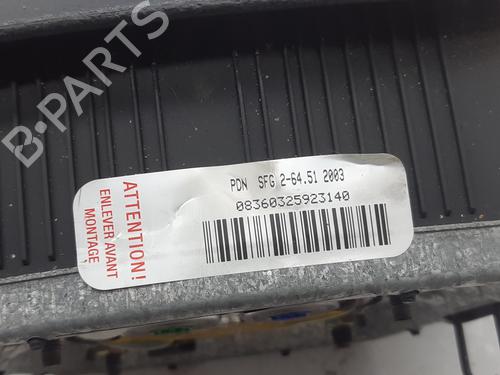 B-PARTS
ATTENTION!
ENLEVER AVANT
MONTAGE
PDN SFG 2-64.51 2003
08360325923140